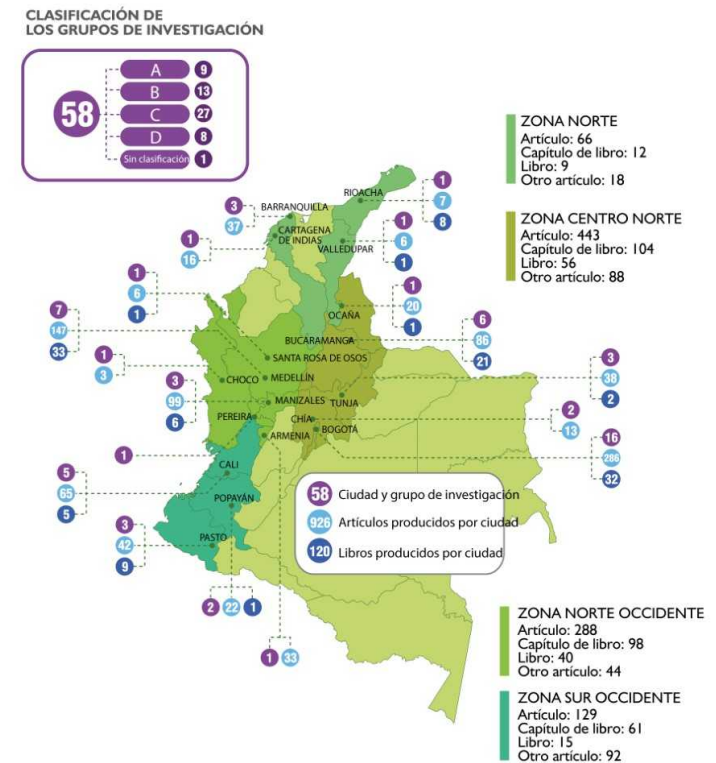 CLASIFICACIÓN DE
LOS GRUPOS DE INVESTIGACIÓN
58
A 9
B 13
C 27
D 8
Sin clasificación 1
ZONA NORTE
Artículo: 66
Capítulo de libro: 12
Libro: 9
Otro artículo: 18
ZONA CENTRO NORTE
Artículo: 443
Capítulo de libro: 104
Libro: 56
Otro artículo: 88
RIOACHA
1
7
8
BARRANQUILLA
3
37
CARTAGENA
DE INDIAS
1
16
VALLEDUPAR
1
6
1
OCAÑA
1
20
1
BUCARAMANGA
6
86
21
SANTA ROSA DE OSOS
1
6
1
MEDELLÍN
7
147
33
CHOCO
1
3
MANIZALES
3
99
6
TUNJA
3
38
2
CHÍA
2
13
BOGOTÁ
16
286
32
PEREIRA
1
ARMENIA
1
33
CALI
5
65
5
POPAYÁN
2
22
1
PASTO
3
42
9
58 Ciudad y grupo de investigación
926 Artículos producidos por ciudad
120 Libros producidos por ciudad
ZONA NORTE OCCIDENTE
Artículo: 288
Capítulo de libro: 98
Libro: 40
Otro artículo: 44
ZONA SUR OCCIDENTE
Artículo: 129
Capítulo de libro: 61
Libro: 15
Otro artículo: 92